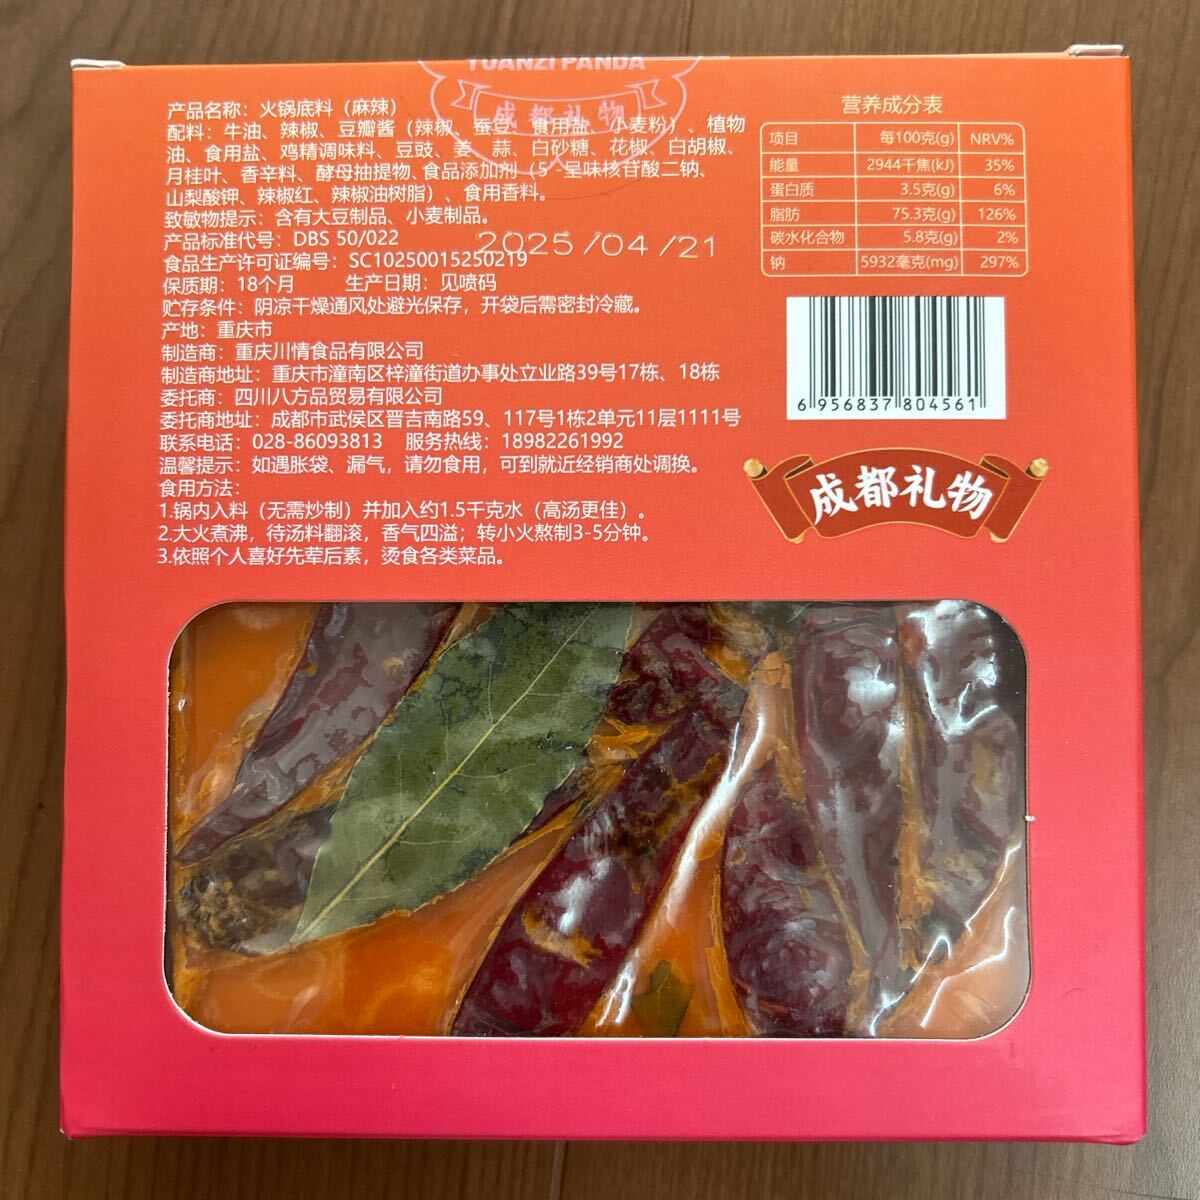 YUANZI PANDA
成都礼物
产品名称：火锅底料（麻辣）
配料：牛油、辣椒、豆瓣酱（辣椒、蚕豆、食用盐、小麦粉）、植物
油、食用盐、鸡精调味料、豆豉、姜、蒜、白砂糖、花椒、白胡椒、
月桂叶、香辛料、酵母抽提物、食品添加剂（5'-呈味核苷酸二钠、
山梨酸钾、辣椒红、辣椒油树脂）、食用香料。
致敏物提示：含有大豆制品、小麦制品。
产品标准代号：DBS 50/022
2025/04/21
食品生产许可证编号：SC10250015250219
保质期：18个月 生产日期：见喷码
贮存条件：阴凉干燥通风处避光保存，开袋后需密封冷藏。
产地：重庆市
制造商：重庆川情食品有限公司
制造商地址：重庆市潼南区梓潼街道办事处立业路39号17栋、18栋
委托商：四川八方品贸易有限公司
委托商地址：成都市武侯区晋吉南路59、117号1栋2单元11层1111号
联系电话：028-86093813 服务热线：18982261992
温馨提示：如遇胀袋、漏气，请勿食用，可到就近经销商处调换。
食用方法：
1.锅内入料（无需炒制）并加入约1.5千克水（高汤更佳）。
2.大火煮沸，待汤料翻滚，香气四溢；转小火熬制3-5分钟。
3.依照个人喜好先荤后素，烫食各类菜品。
营养成分表
项目 每100克(g) NRV%
能量 2944千焦(kJ) 35%
蛋白质 3.5克(g) 6%
脂肪 75.3克(g) 126%
碳水化合物 5.8克(g) 2%
钠 5932毫克(mg) 297%
6 956837 804561
成都礼物